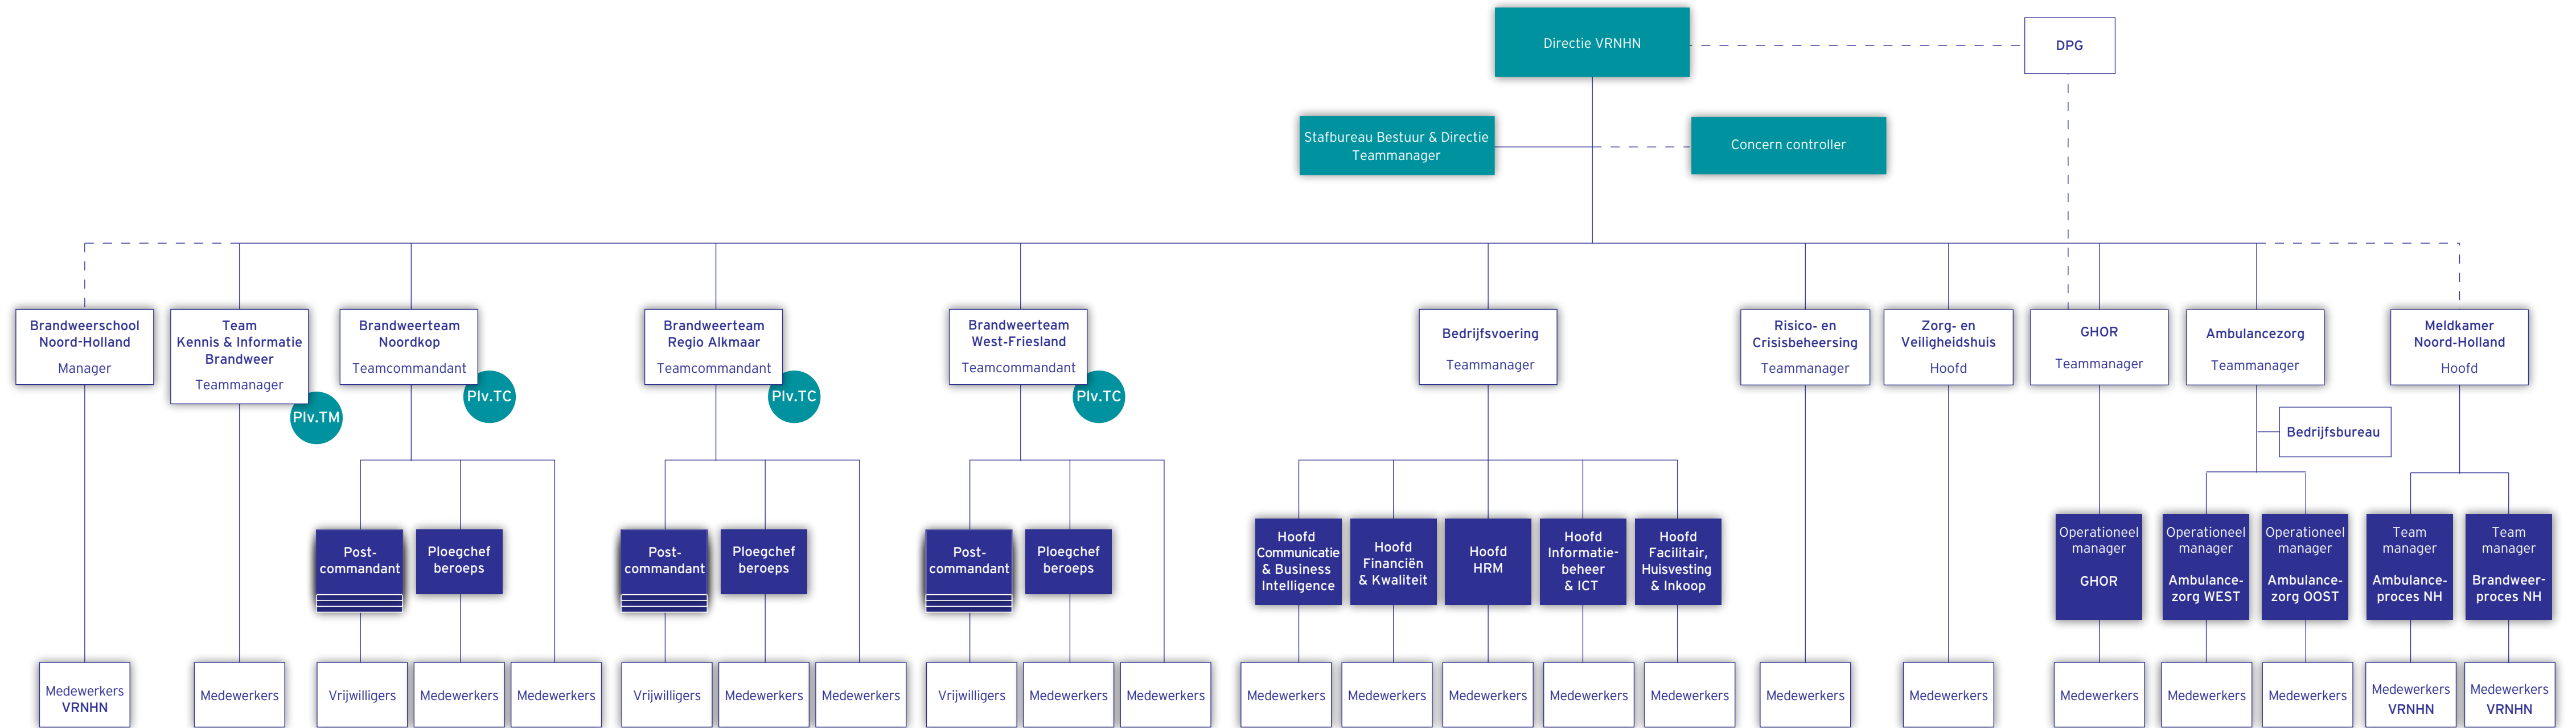 Directie VRNHN
DPG
Stafbureau Bestuur & Directie
Teammanager
Concern controller
Brandweerschool
Noord-Holland
Manager
Team
Kennis & Informatie
Brandweer
Teammanager
Plv.TM
Brandweerteam
Noordkop
Teamcommandant
Plv.TC
Brandweerteam
Regio Alkmaar
Teamcommandant
Plv.TC
Brandweerteam
West-Friesland
Teamcommandant
Plv.TC
Bedrijfsvoering
Teammanager
Risico- en
Crisisbeheersing
Teammanager
Zorg- en
Veiligheidshuis
Hoofd
GHOR
Teammanager
Ambulancezorg
Teammanager
Meldkamer
Noord-Holland
Hoofd
Bedrijfsbureau
Post-
commandant
Ploegchef
beroeps
Post-
commandant
Ploegchef
beroeps
Post-
commandant
Ploegchef
beroeps
Hoofd
Communicatie
& Business
Intelligence
Hoofd
Financiën
& Kwaliteit
Hoofd
HRM
Hoofd
Informatie-
beheer
& ICT
Hoofd
Facilitair,
Huisvesting
& Inkoop
Operationeel
manager
GHOR
Operationeel
manager
Ambulance-
zorg WEST
Operationeel
manager
Ambulance-
zorg OOST
Team
manager
Ambulance-
proces NH
Team
manager
Brandweer-
proces NH
Medewerkers
VRNHN
Medewerkers
Vrijwilligers
Medewerkers
Medewerkers
Vrijwilligers
Medewerkers
Medewerkers
Vrijwilligers
Medewerkers
Medewerkers
Medewerkers
Medewerkers
Medewerkers
Medewerkers
Medewerkers
Medewerkers
Medewerkers
Medewerkers
Medewerkers
Medewerkers
Medewerkers
VRNHN
Medewerkers
VRNHN